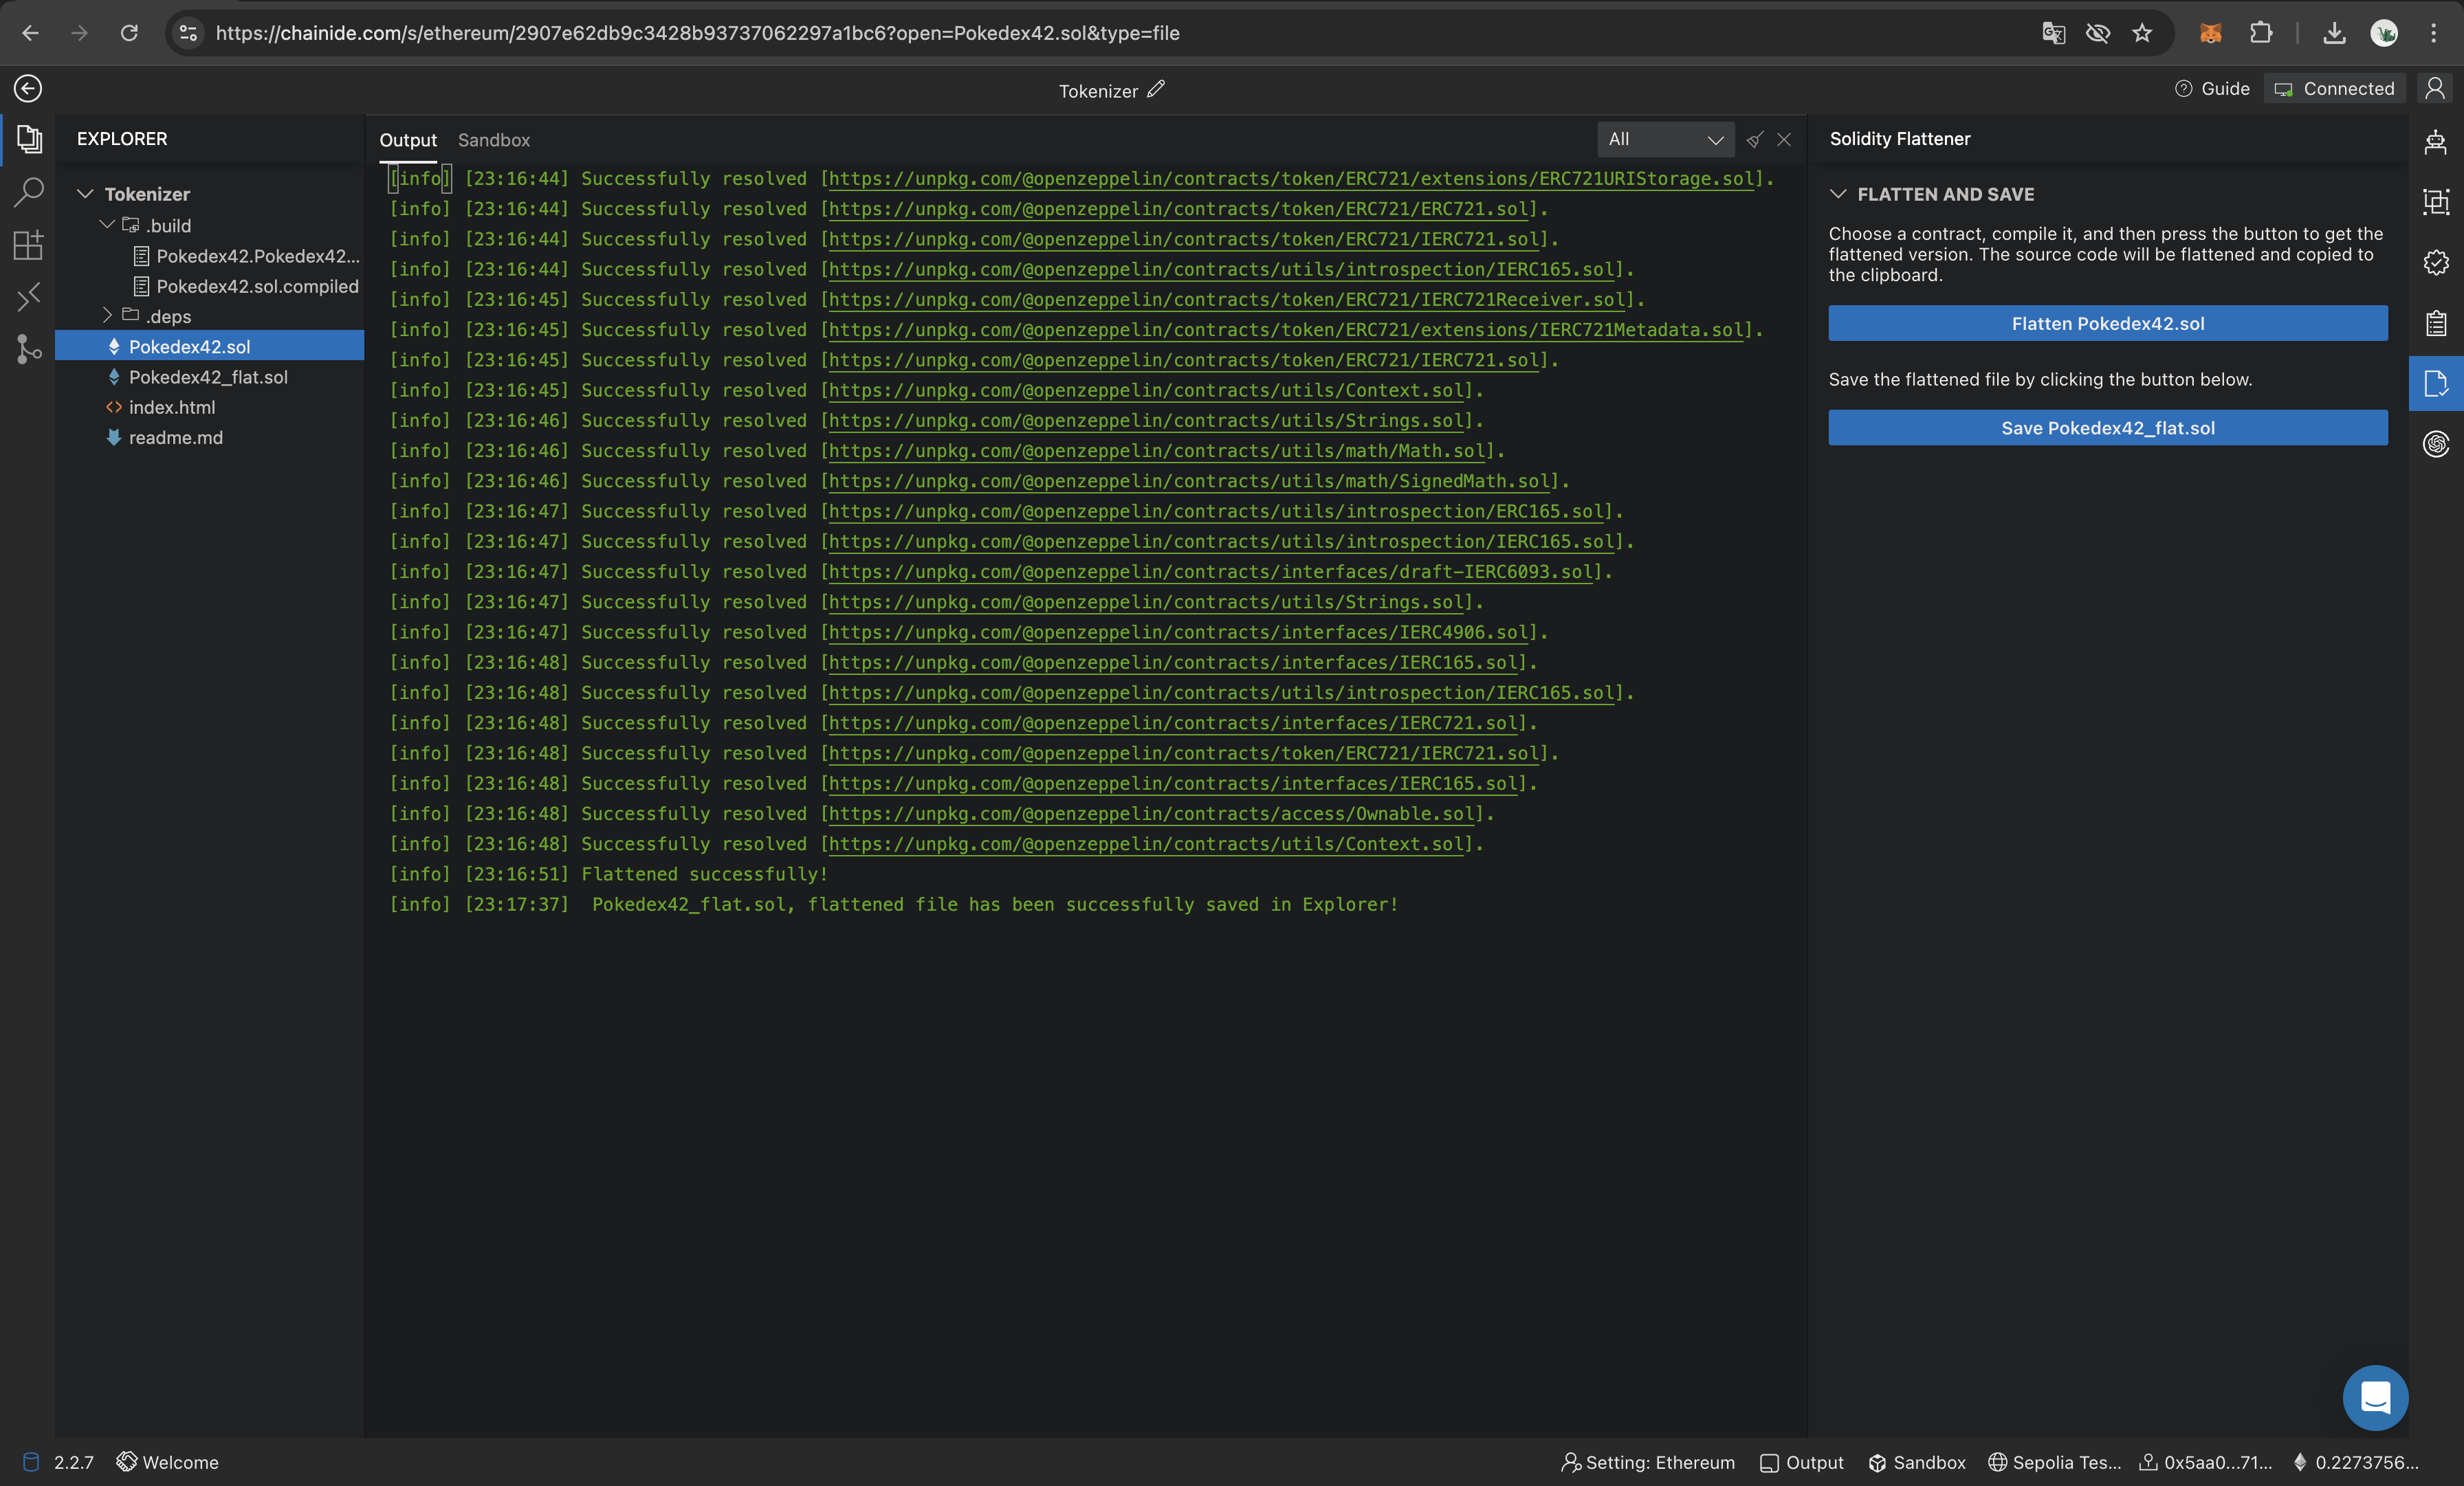 https://chainide.com/s/ethereum/2907e62db9c3428b93737062297a1bc6?open=Pokedex42.sol&type=file
Tokenizer
Guide
Connected
EXPLORER
Tokenizer
.build
Pokedex42.Pokedex42...
Pokedex42.sol.compiled
.deps
Pokedex42.sol
Pokedex42_flat.sol
index.html
readme.md
Output Sandbox
All
[info] [23:16:44] Successfully resolved [https://unpkg.com/@openzeppelin/contracts/token/ERC721/extensions/ERC721URIStorage.sol].
[info] [23:16:44] Successfully resolved [https://unpkg.com/@openzeppelin/contracts/token/ERC721/ERC721.sol].
[info] [23:16:44] Successfully resolved [https://unpkg.com/@openzeppelin/contracts/token/ERC721/IERC721.sol].
[info] [23:16:44] Successfully resolved [https://unpkg.com/@openzeppelin/contracts/utils/introspection/IERC165.sol].
[info] [23:16:45] Successfully resolved [https://unpkg.com/@openzeppelin/contracts/token/ERC721/IERC721Receiver.sol].
[info] [23:16:45] Successfully resolved [https://unpkg.com/@openzeppelin/contracts/token/ERC721/extensions/IERC721Metadata.sol].
[info] [23:16:45] Successfully resolved [https://unpkg.com/@openzeppelin/contracts/token/ERC721/IERC721.sol].
[info] [23:16:45] Successfully resolved [https://unpkg.com/@openzeppelin/contracts/utils/Context.sol].
[info] [23:16:46] Successfully resolved [https://unpkg.com/@openzeppelin/contracts/utils/Strings.sol].
[info] [23:16:46] Successfully resolved [https://unpkg.com/@openzeppelin/contracts/utils/math/Math.sol].
[info] [23:16:46] Successfully resolved [https://unpkg.com/@openzeppelin/contracts/utils/math/SignedMath.sol].
[info] [23:16:47] Successfully resolved [https://unpkg.com/@openzeppelin/contracts/utils/introspection/ERC165.sol].
[info] [23:16:47] Successfully resolved [https://unpkg.com/@openzeppelin/contracts/utils/introspection/IERC165.sol].
[info] [23:16:47] Successfully resolved [https://unpkg.com/@openzeppelin/contracts/interfaces/draft-IERC6093.sol].
[info] [23:16:47] Successfully resolved [https://unpkg.com/@openzeppelin/contracts/utils/Strings.sol].
[info] [23:16:47] Successfully resolved [https://unpkg.com/@openzeppelin/contracts/interfaces/IERC4906.sol].
[info] [23:16:48] Successfully resolved [https://unpkg.com/@openzeppelin/contracts/interfaces/IERC165.sol].
[info] [23:16:48] Successfully resolved [https://unpkg.com/@openzeppelin/contracts/utils/introspection/IERC165.sol].
[info] [23:16:48] Successfully resolved [https://unpkg.com/@openzeppelin/contracts/interfaces/IERC721.sol].
[info] [23:16:48] Successfully resolved [https://unpkg.com/@openzeppelin/contracts/token/ERC721/IERC721.sol].
[info] [23:16:48] Successfully resolved [https://unpkg.com/@openzeppelin/contracts/interfaces/IERC165.sol].
[info] [23:16:48] Successfully resolved [https://unpkg.com/@openzeppelin/contracts/access/Ownable.sol].
[info] [23:16:48] Successfully resolved [https://unpkg.com/@openzeppelin/contracts/utils/Context.sol].
[info] [23:16:51] Flattened successfully!
[info] [23:17:37]  Pokedex42_flat.sol, flattened file has been successfully saved in Explorer!
Solidity Flattener
FLATTEN AND SAVE
Choose a contract, compile it, and then press the button to get the
flattened version. The source code will be flattened and copied to
the clipboard.
Flatten Pokedex42.sol
Save the flattened file by clicking the button below.
Save Pokedex42_flat.sol
2.2.7 Welcome
Setting: Ethereum Output Sandbox Sepolia Tes... 0x5aa0...71... 0.2273756...